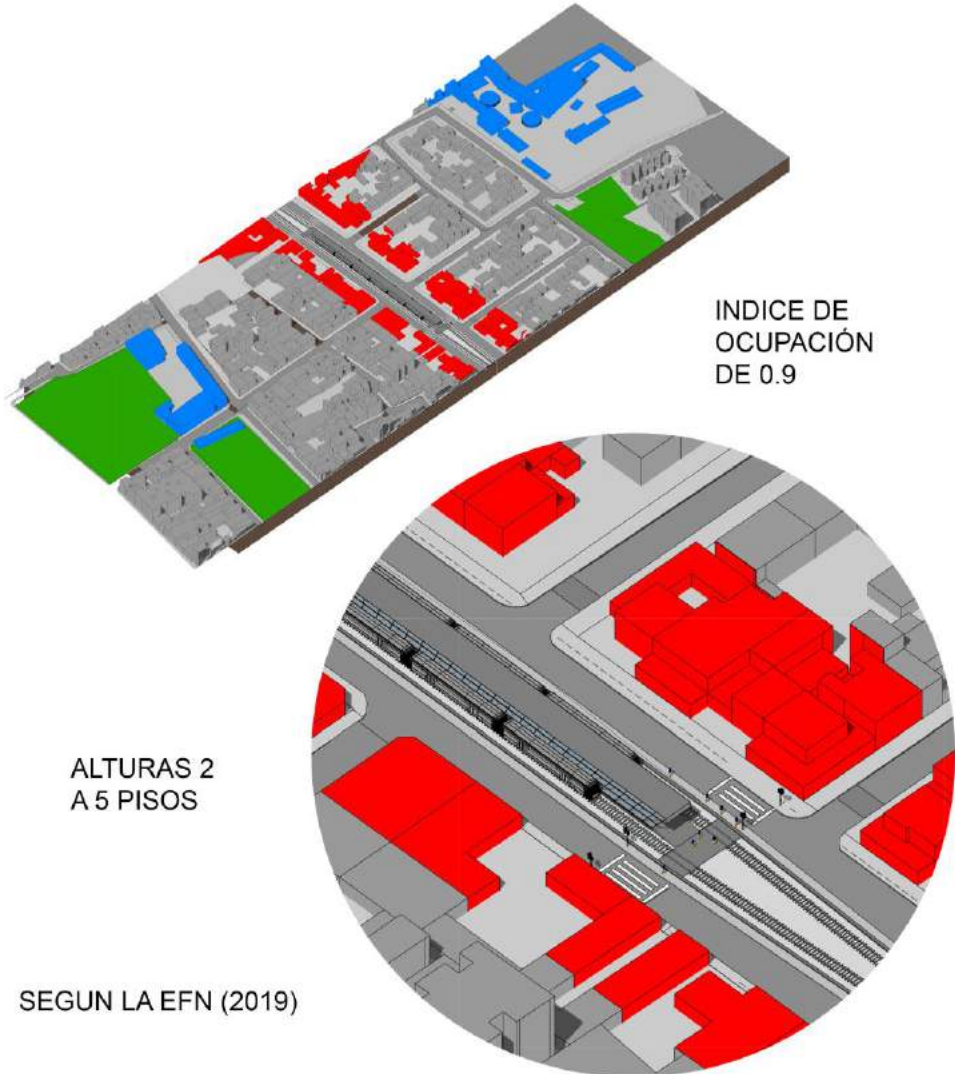 INDICE DE
OCUPACIÓN
DE 0.9
ALTURAS 2
A 5 PISOS
SEGUN LA EFN (2019)